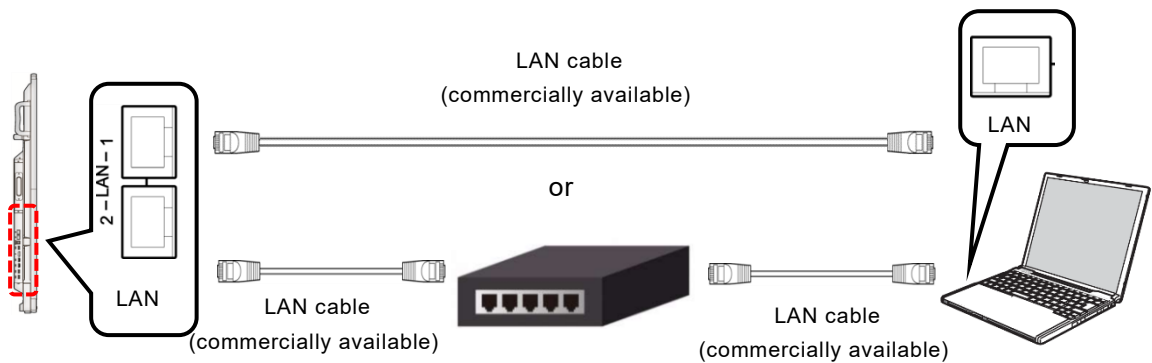 LAN cable
(commercially available)
LAN
2 – LAN – 1
or
LAN
LAN cable
(commercially available)
LAN cable
(commercially available)